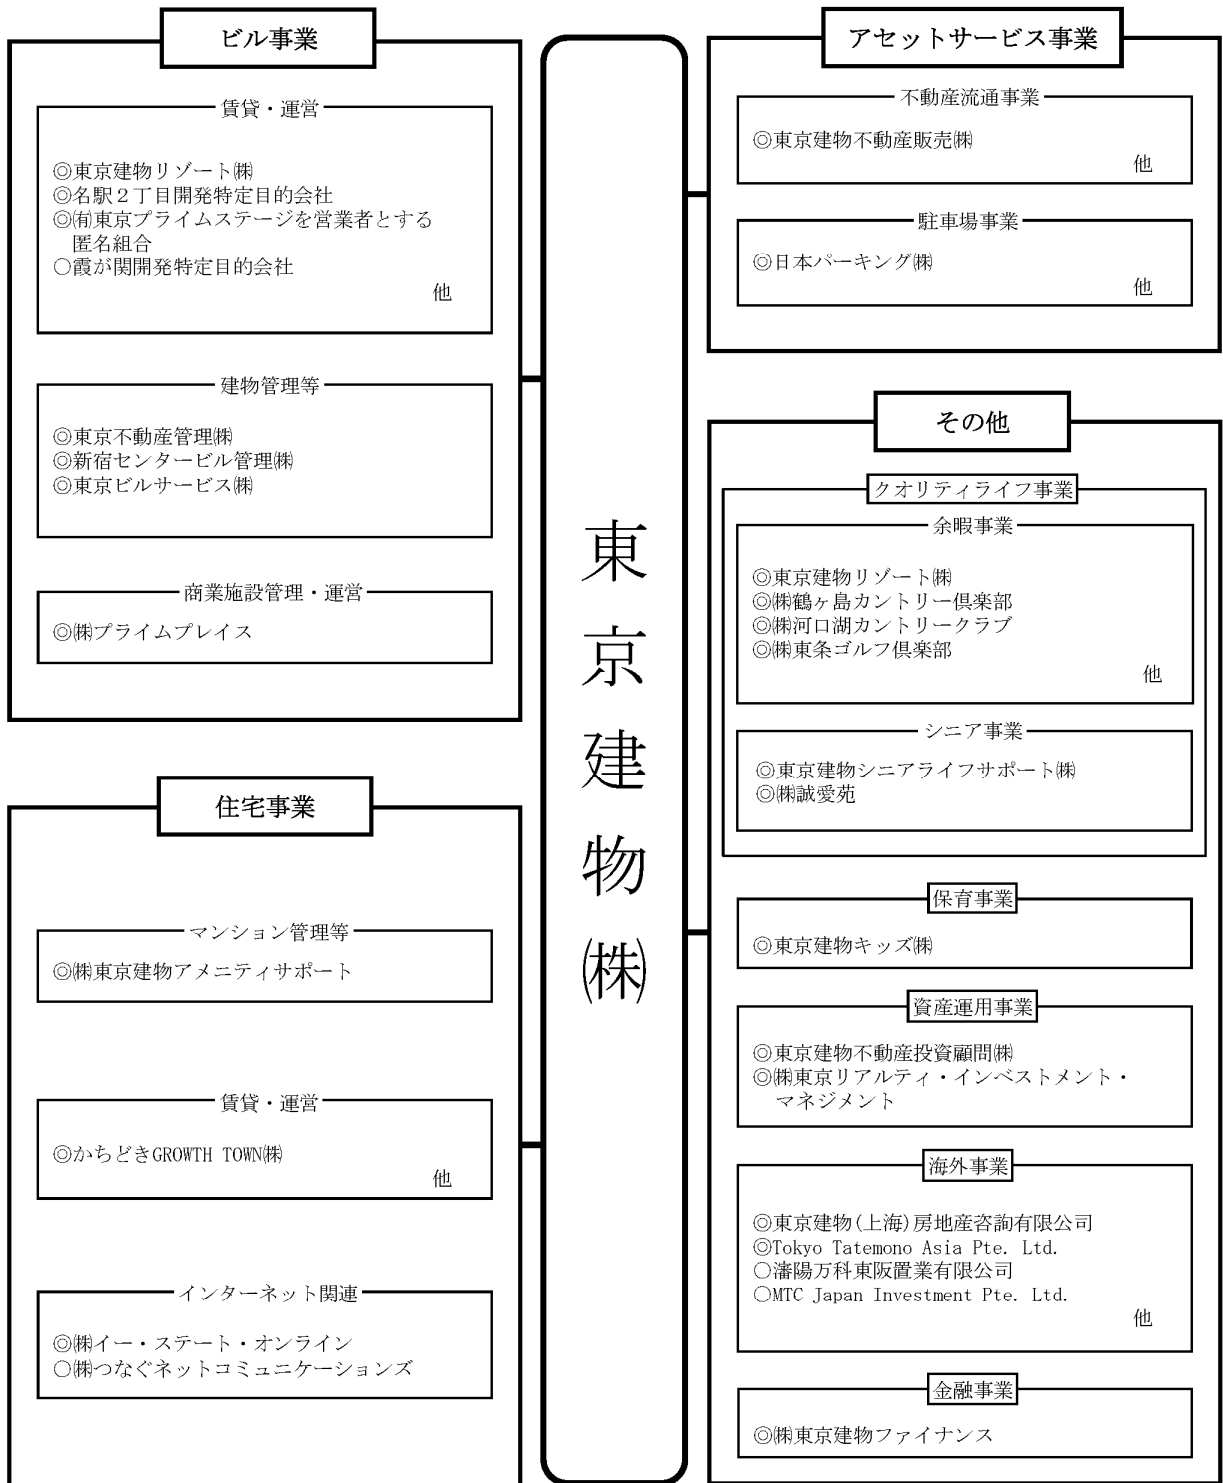 ビル事業
賃貸・運営
◎東京建物リゾート㈱
◎名駅２丁目開発特定目的会社
◎㈲東京プライムステージを営業者とする
匿名組合
○霞が関開発特定目的会社
他
建物管理等
◎東京不動産管理㈱
◎新宿センタービル管理㈱
◎東京ビルサービス㈱
商業施設管理・運営
◎㈱プライムプレイス
住宅事業
マンション管理等
◎㈱東京建物アメニティサポート
賃貸・運営
◎かちどきGROWTH TOWN㈱
他
インターネット関連
◎㈱イー・ステート・オンライン
○㈱つなぐネットコミュニケーションズ
東京建物㈱
アセットサービス事業
不動産流通事業
◎東京建物不動産販売㈱
他
駐車場事業
◎日本パーキング㈱
他
その他
クオリティライフ事業
余暇事業
◎東京建物リゾート㈱
◎㈱鶴ヶ島カントリー倶楽部
◎㈱河口湖カントリークラブ
◎㈱東条ゴルフ倶楽部
他
シニア事業
◎東京建物シニアライフサポート㈱
◎㈱誠愛苑
保育事業
◎東京建物キッズ㈱
資産運用事業
◎東京建物不動産投資顧問㈱
◎㈱東京リアルティ・インベストメント・
マネジメント
海外事業
◎東京建物(上海)房地産咨詢有限公司
◎Tokyo Tatemono Asia Pte. Ltd.
○瀋陽万科東阪置業有限公司
○MTC Japan Investment Pte. Ltd.
他
金融事業
◎㈱東京建物ファイナンス